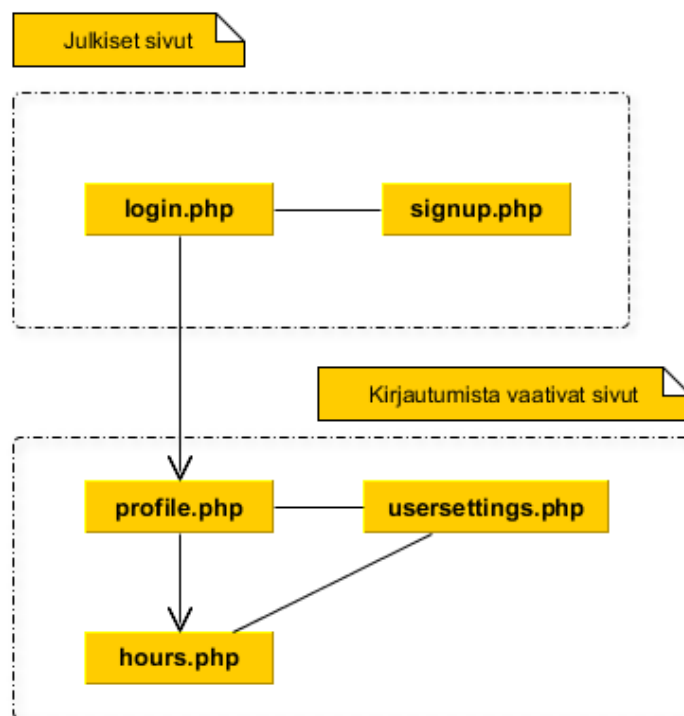 Julkiset sivut
login.php
signup.php
Kirjautumista vaativat sivut
profile.php
usersettings.php
hours.php